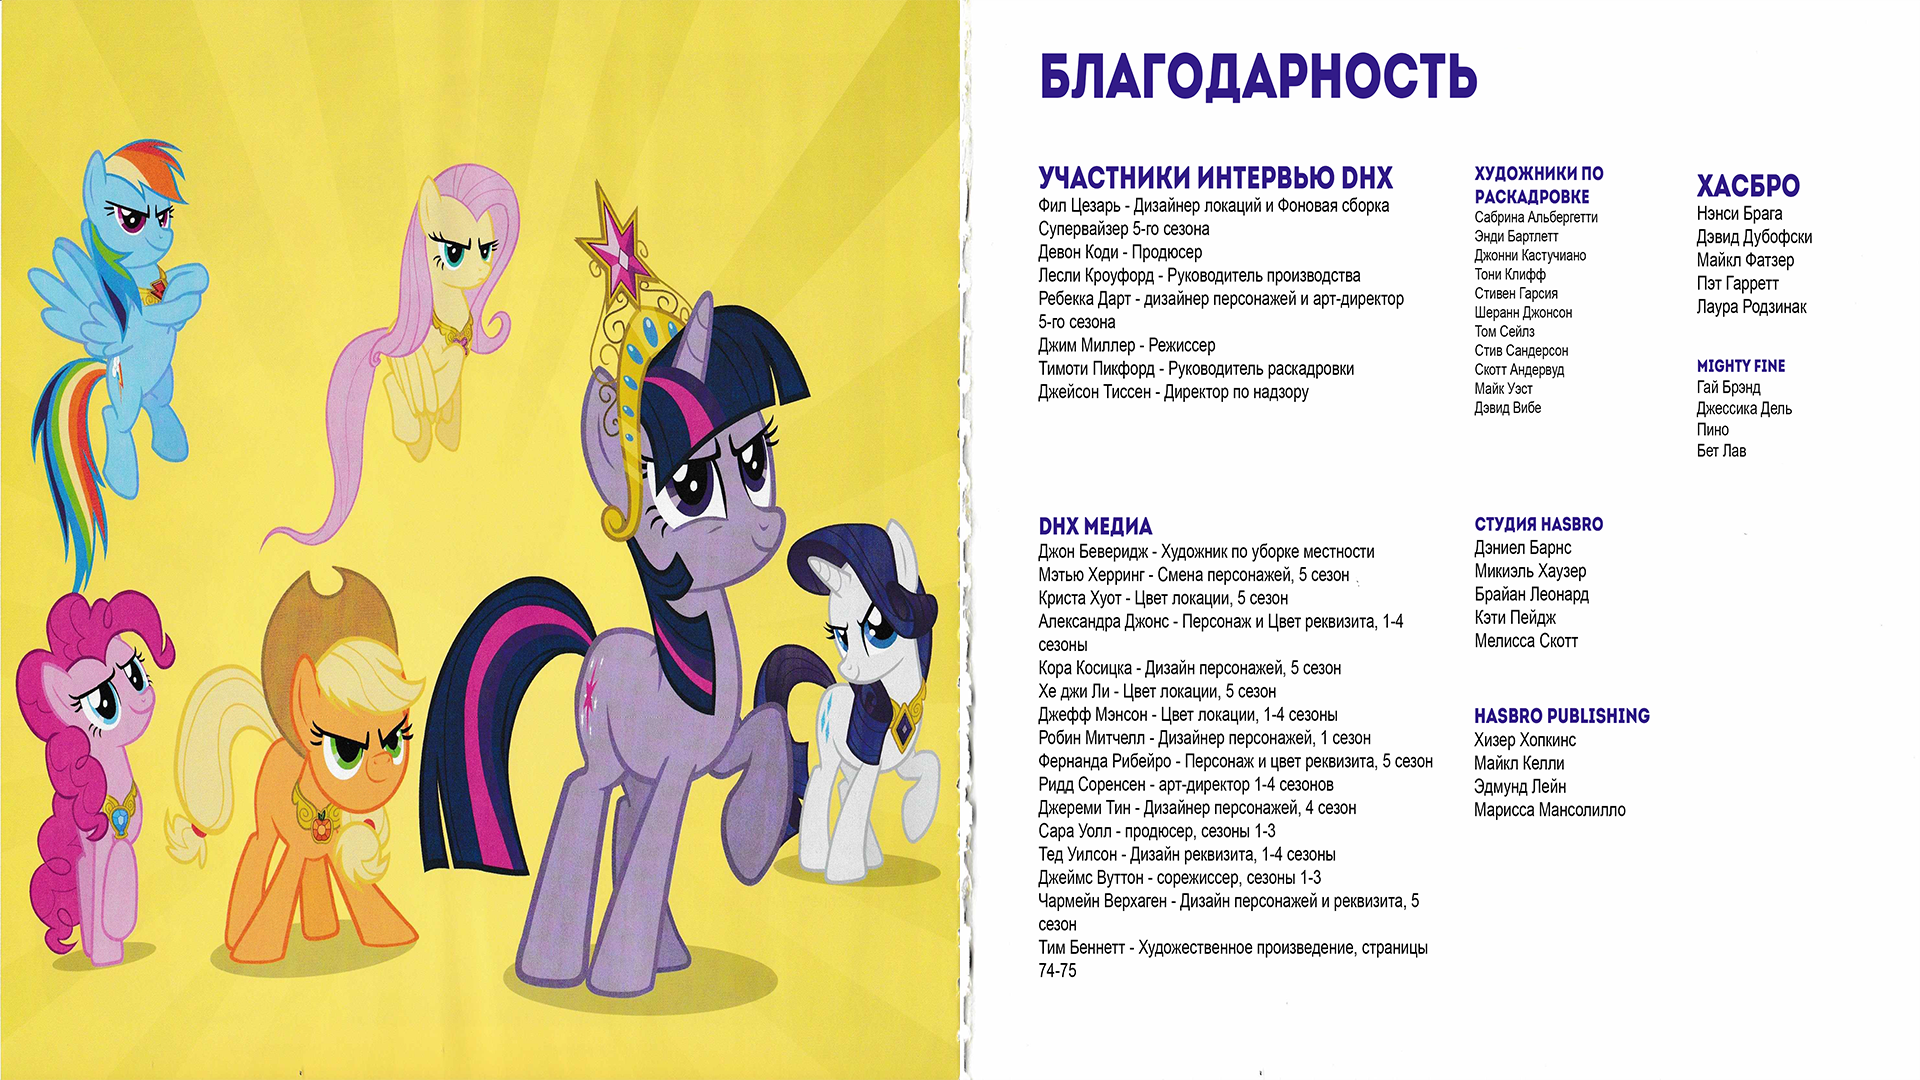 БЛАГОДАРНОСТЬ
УЧАСТНИКИ ИНТЕРВЬЮ DHX
Фил Цезарь - Дизайнер локаций и Фоновая сборка
Супервайзер 5-го сезона
Девон Коди - Продюсер
Лесли Кроуфорд - Руководитель производства
Ребекка Дарт - дизайнер персонажей и арт-директор
5-го сезона
Джим Миллер - Режиссер
Тимоти Пикфорд - Руководитель раскадровки
Джейсон Тиссен - Директор по надзору
ХУДОЖНИКИ ПО
РАСКАДРОВКЕ
Сабрина Альбергетти
Энди Бартлетт
Джонни Кастучиано
Тони Клифф
Стивен Гарсия
Шеранн Джонсон
Том Сейлз
Стив Сандерсон
Скотт Андервуд
Майк Уэст
Дэвид Вибе
ХАСБРО
Нэнси Брага
Дэвид Дубофски
Майкл Фатзер
Пэт Гарретт
Лаура Родзинак
MIGHTY FINE
Гай Брэнд
Джессика Дель
Пино
Бет Лав
DHX МЕДИА
Джон Беверидж - Художник по уборке местности
Мэтью Херринг - Смена персонажей, 5 сезон
Криста Хуот - Цвет локации, 5 сезон
Александра Джонс - Персонаж и Цвет реквизита, 1-4
сезоны
Кора Косицка - Дизайн персонажей, 5 сезон
Хе джи Ли - Цвет локации, 5 сезон
Джефф Мэнсон - Цвет локации, 1-4 сезоны
Робин Митчелл - Дизайнер персонажей, 1 сезон
Фернанда Рибейро - Персонаж и цвет реквизита, 5 сезон
Ридд Соренсен - арт-директор 1-4 сезонов
Джереми Тин - Дизайнер персонажей, 4 сезон
Сара Уолл - продюсер, сезоны 1-3
Тед Уилсон - Дизайн реквизита, 1-4 сезоны
Джеймс Вуттон - сорежиссер, сезоны 1-3
Чармейн Верхаген - Дизайн персонажей и реквизита, 5
сезон
Тим Беннетт - Художественное произведение, страницы
74-75
СТУДИЯ HASBRO
Дэниел Барнс
Микиэль Хаузер
Брайан Леонард
Кэти Пейдж
Мелисса Скотт
HASBRO PUBLISHING
Хизер Хопкинс
Майкл Келли
Эдмунд Лейн
Марисса Мансолилло